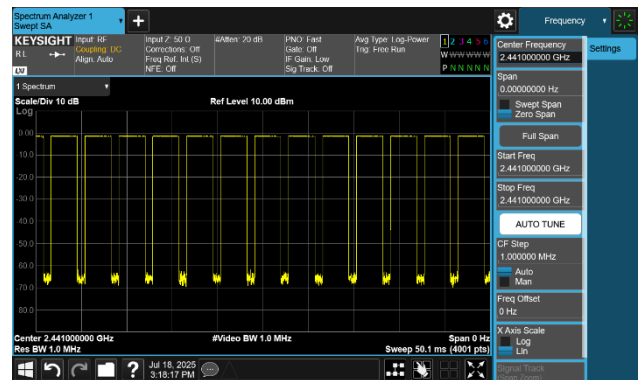 Spectrum Analyzer 1
Swept SA
Frequency
KEYSIGHT
RL
LXI
Input: RF
Coupling: DC
Align: Auto
Input Z: 50 Ω
Corrections: Off
Freq Ref: Int (S)
NFE: Off
#Atten: 20 dB
PNO: Fast
Gate: Off
IF Gain: Low
Sig Track: Off
Avg Type: Log-Power
Trig: Free Run
1 2 3 4 5 6
W W W W W W
P N N N N N
1 Spectrum
Scale/Div 10 dB
Ref Level 10.00 dBm
Log
0.00
-10.0
-20.0
-30.0
-40.0
-50.0
-60.0
-70.0
-80.0
Center 2.441000000 GHz
Res BW 1.0 MHz
#Video BW 1.0 MHz
Span 0 Hz
Sweep 50.1 ms (4001 pts)
Center Frequency
2.441000000 GHz
Settings
Span
0.00000000 Hz
Swept Span
Zero Span
Full Span
Start Freq
2.441000000 GHz
Stop Freq
2.441000000 GHz
AUTO TUNE
CF Step
1.000000 MHz
Auto
Man
Freq Offset
0 Hz
X Axis Scale
Log
Lin
Signal Track
(Span Zoom)
?
Jul 18, 2025
3:18:17 PM